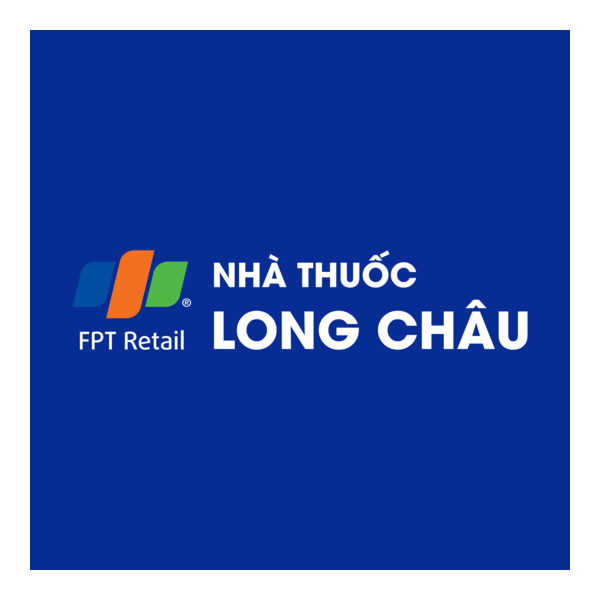 NHÀ THUỐC
LONG CHÂU
FPT Retail
®